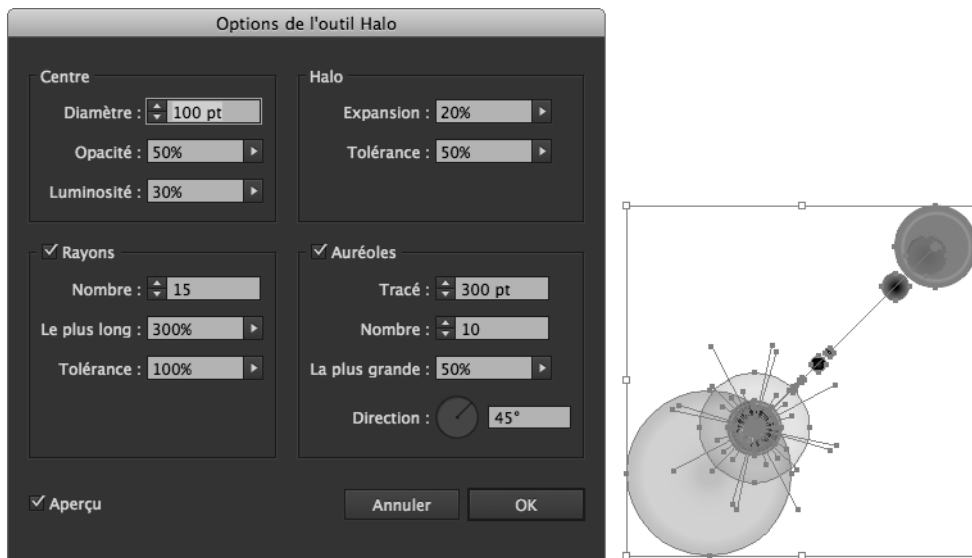 Options de l'outil Halo
Centre
Diamètre : 100 pt
Opacité : 50%
Luminosité : 30%
Halo
Expansion : 20%
Tolérance : 50%
Rayons
Nombre : 15
Le plus long : 300%
Tolérance : 100%
Auréoles
Tracé : 300 pt
Nombre : 10
La plus grande : 50%
Direction : 45°
Aperçu
Annuler
OK